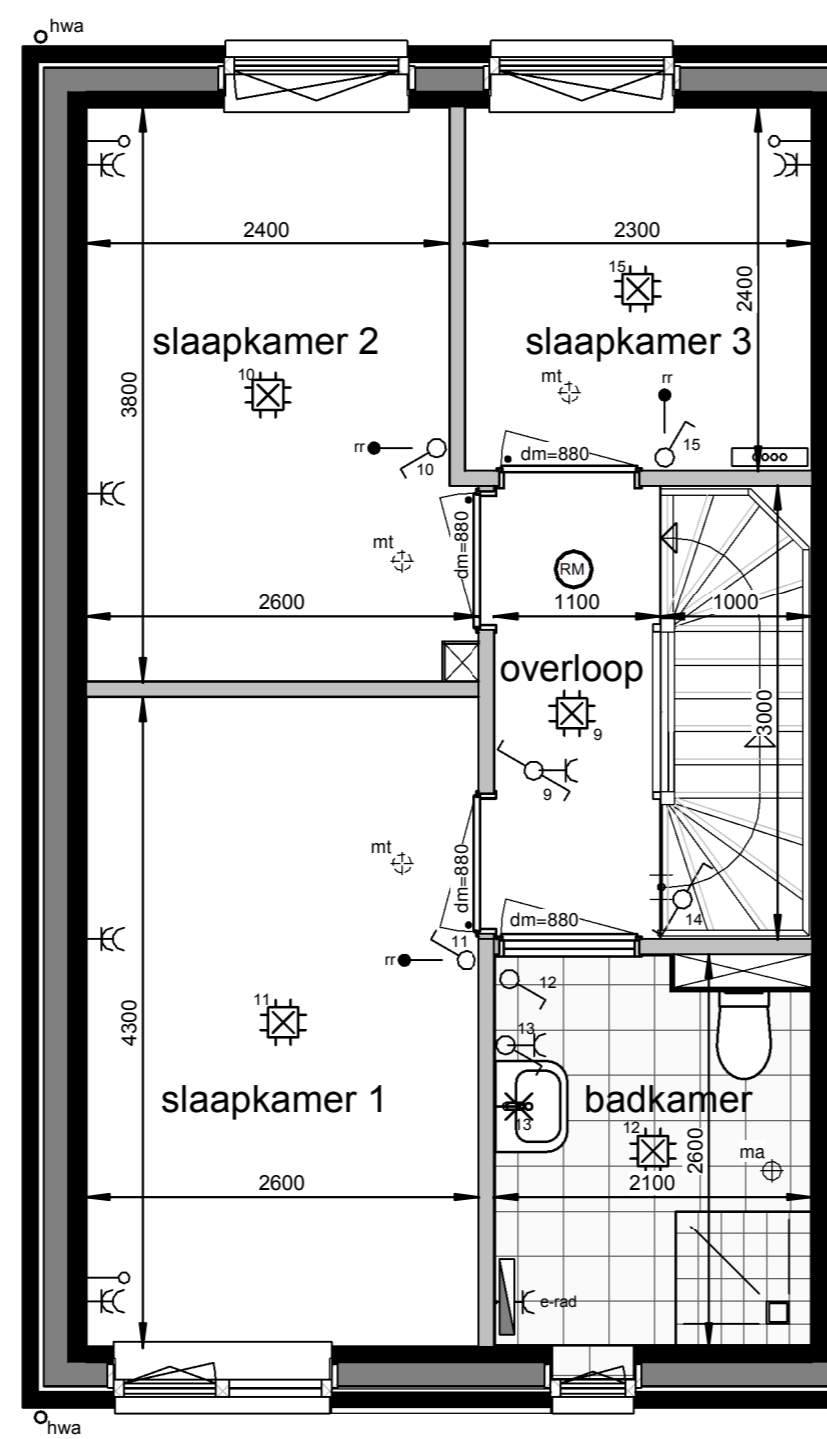 hwa
2400
2300
15
2400
slaapkamer 2
slaapkamer 3
10
mt
rr
3800
rr
10
15
dm=880
mt
dm=880
RM
2600
1100
1000
overloop
3000
9
9
mt
dm=880
dm=880
14
11
rr
12
11
13
4300
slaapkamer 1
badkamer
13
12
2600
ma
2600
2100
e-rad
hwa